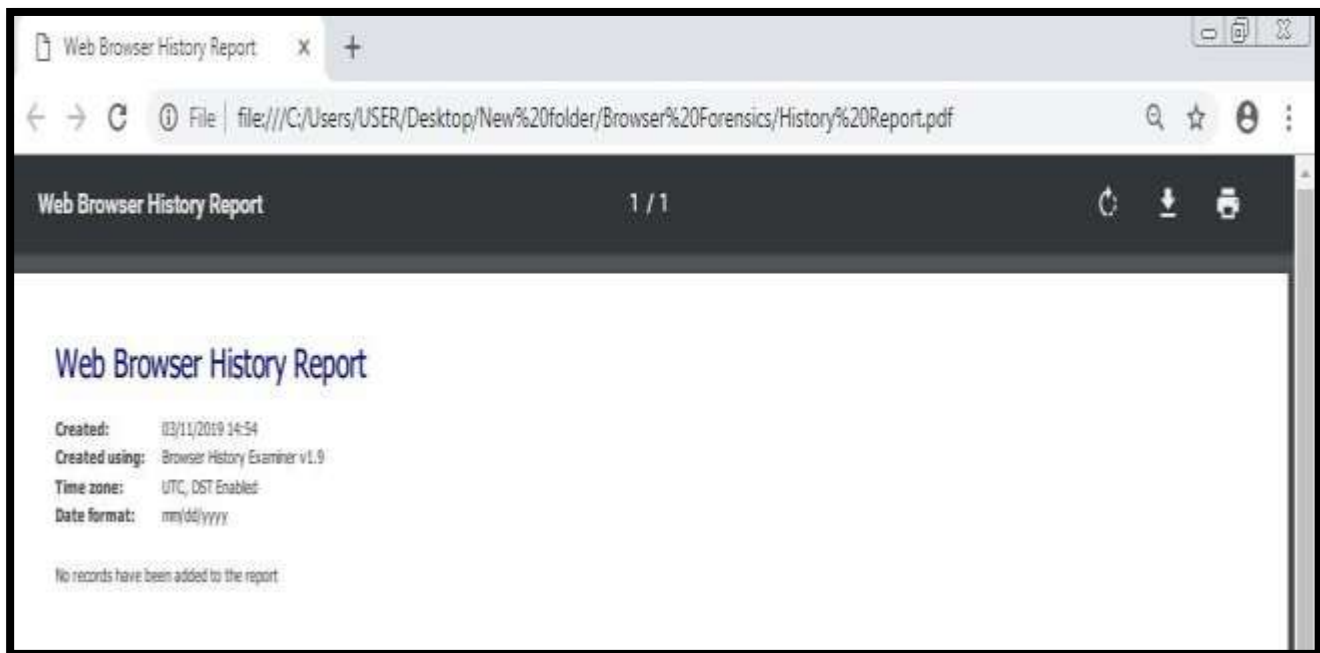 Web Browser History Report
File file:///C:/Users/USER/Desktop/New%20folder/Browser%20Forensics/History%20Report.pdf
Web Browser History Report 1 / 1
Web Browser History Report
Created: 03/11/2019 14:54
Created using: Browser History Examiner v1.9
Time zone: UTC, DST Enabled
Date format: mm/dd/yyyy
No records have been added to the report